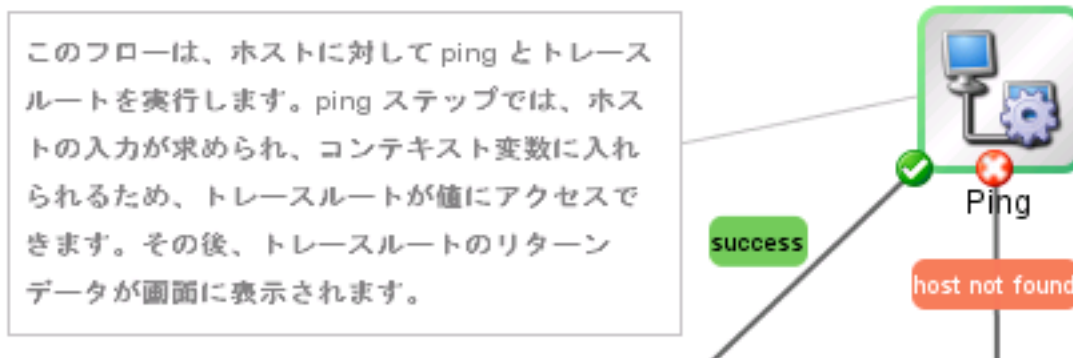 このフローは、ホストに対して ping とトレース
ルートを実行します。ping ステップでは、ホス
トの入力が求められ、コンテキスト変数に入れ
られるため、トレースルートが値にアクセスで
きます。その後、トレースルートのリターン
データが画面に表示されます。
Ping
success
host not found